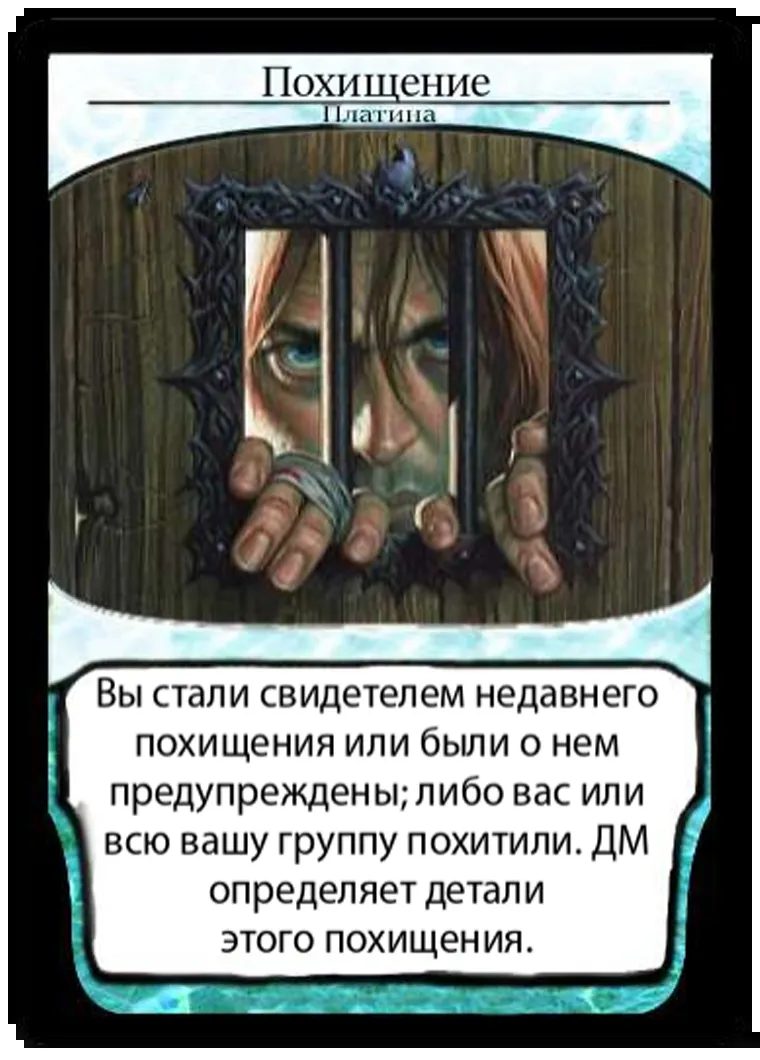 Похищение
Платина
Вы стали свидетелем недавнего
похищения или были о нем
предупреждены; либо вас или
всю вашу группу похитили. ДМ
определяет детали
этого похищения.